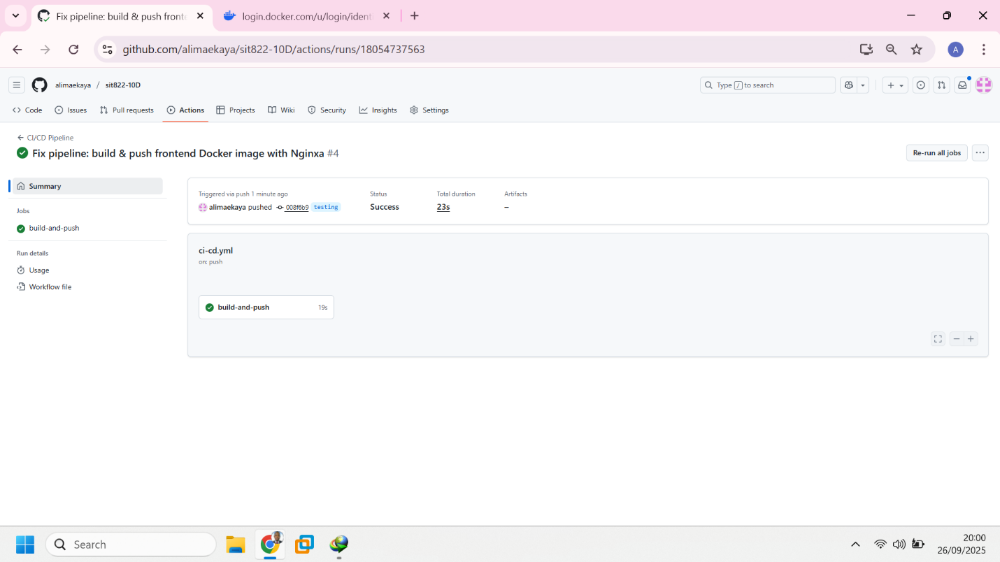 Fix pipeline: build & push fronte
login.docker.com/u/login/identi
github.com/alimaekaya/sit822-10D/actions/runs/18054737563
A
alimaekaya / sit822-10D
Type / to search
Code Issues Pull requests Actions Projects Wiki Security Insights Settings
CI/CD Pipeline
Fix pipeline: build & push frontend Docker image with Nginxa #4
Re-run all jobs
Summary
Jobs
build-and-push
Run details
Usage
Workflow file
Triggered via push 1 minute ago
alimaekaya pushed 008f6b9 testing
Status
Success
Total duration
23s
Artifacts
–
ci-cd.yml
on: push
build-and-push 19s
Search
20:00
26/09/2025